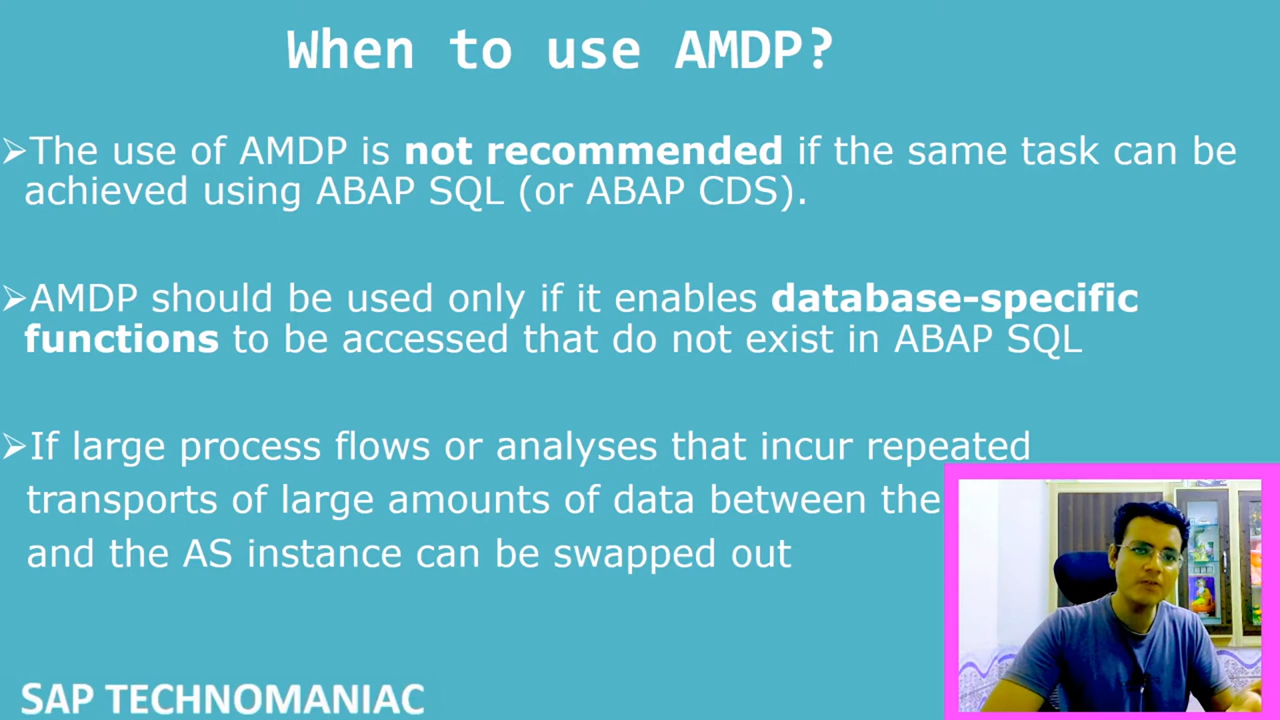 When to use AMDP?
➢The use of AMDP is not recommended if the same task can be
achieved using ABAP SQL (or ABAP CDS).
➢AMDP should be used only if it enables database-specific
functions to be accessed that do not exist in ABAP SQL
➢If large process flows or analyses that incur repeated
transports of large amounts of data between the
and the AS instance can be swapped out
SAP TECHNOMANIAC